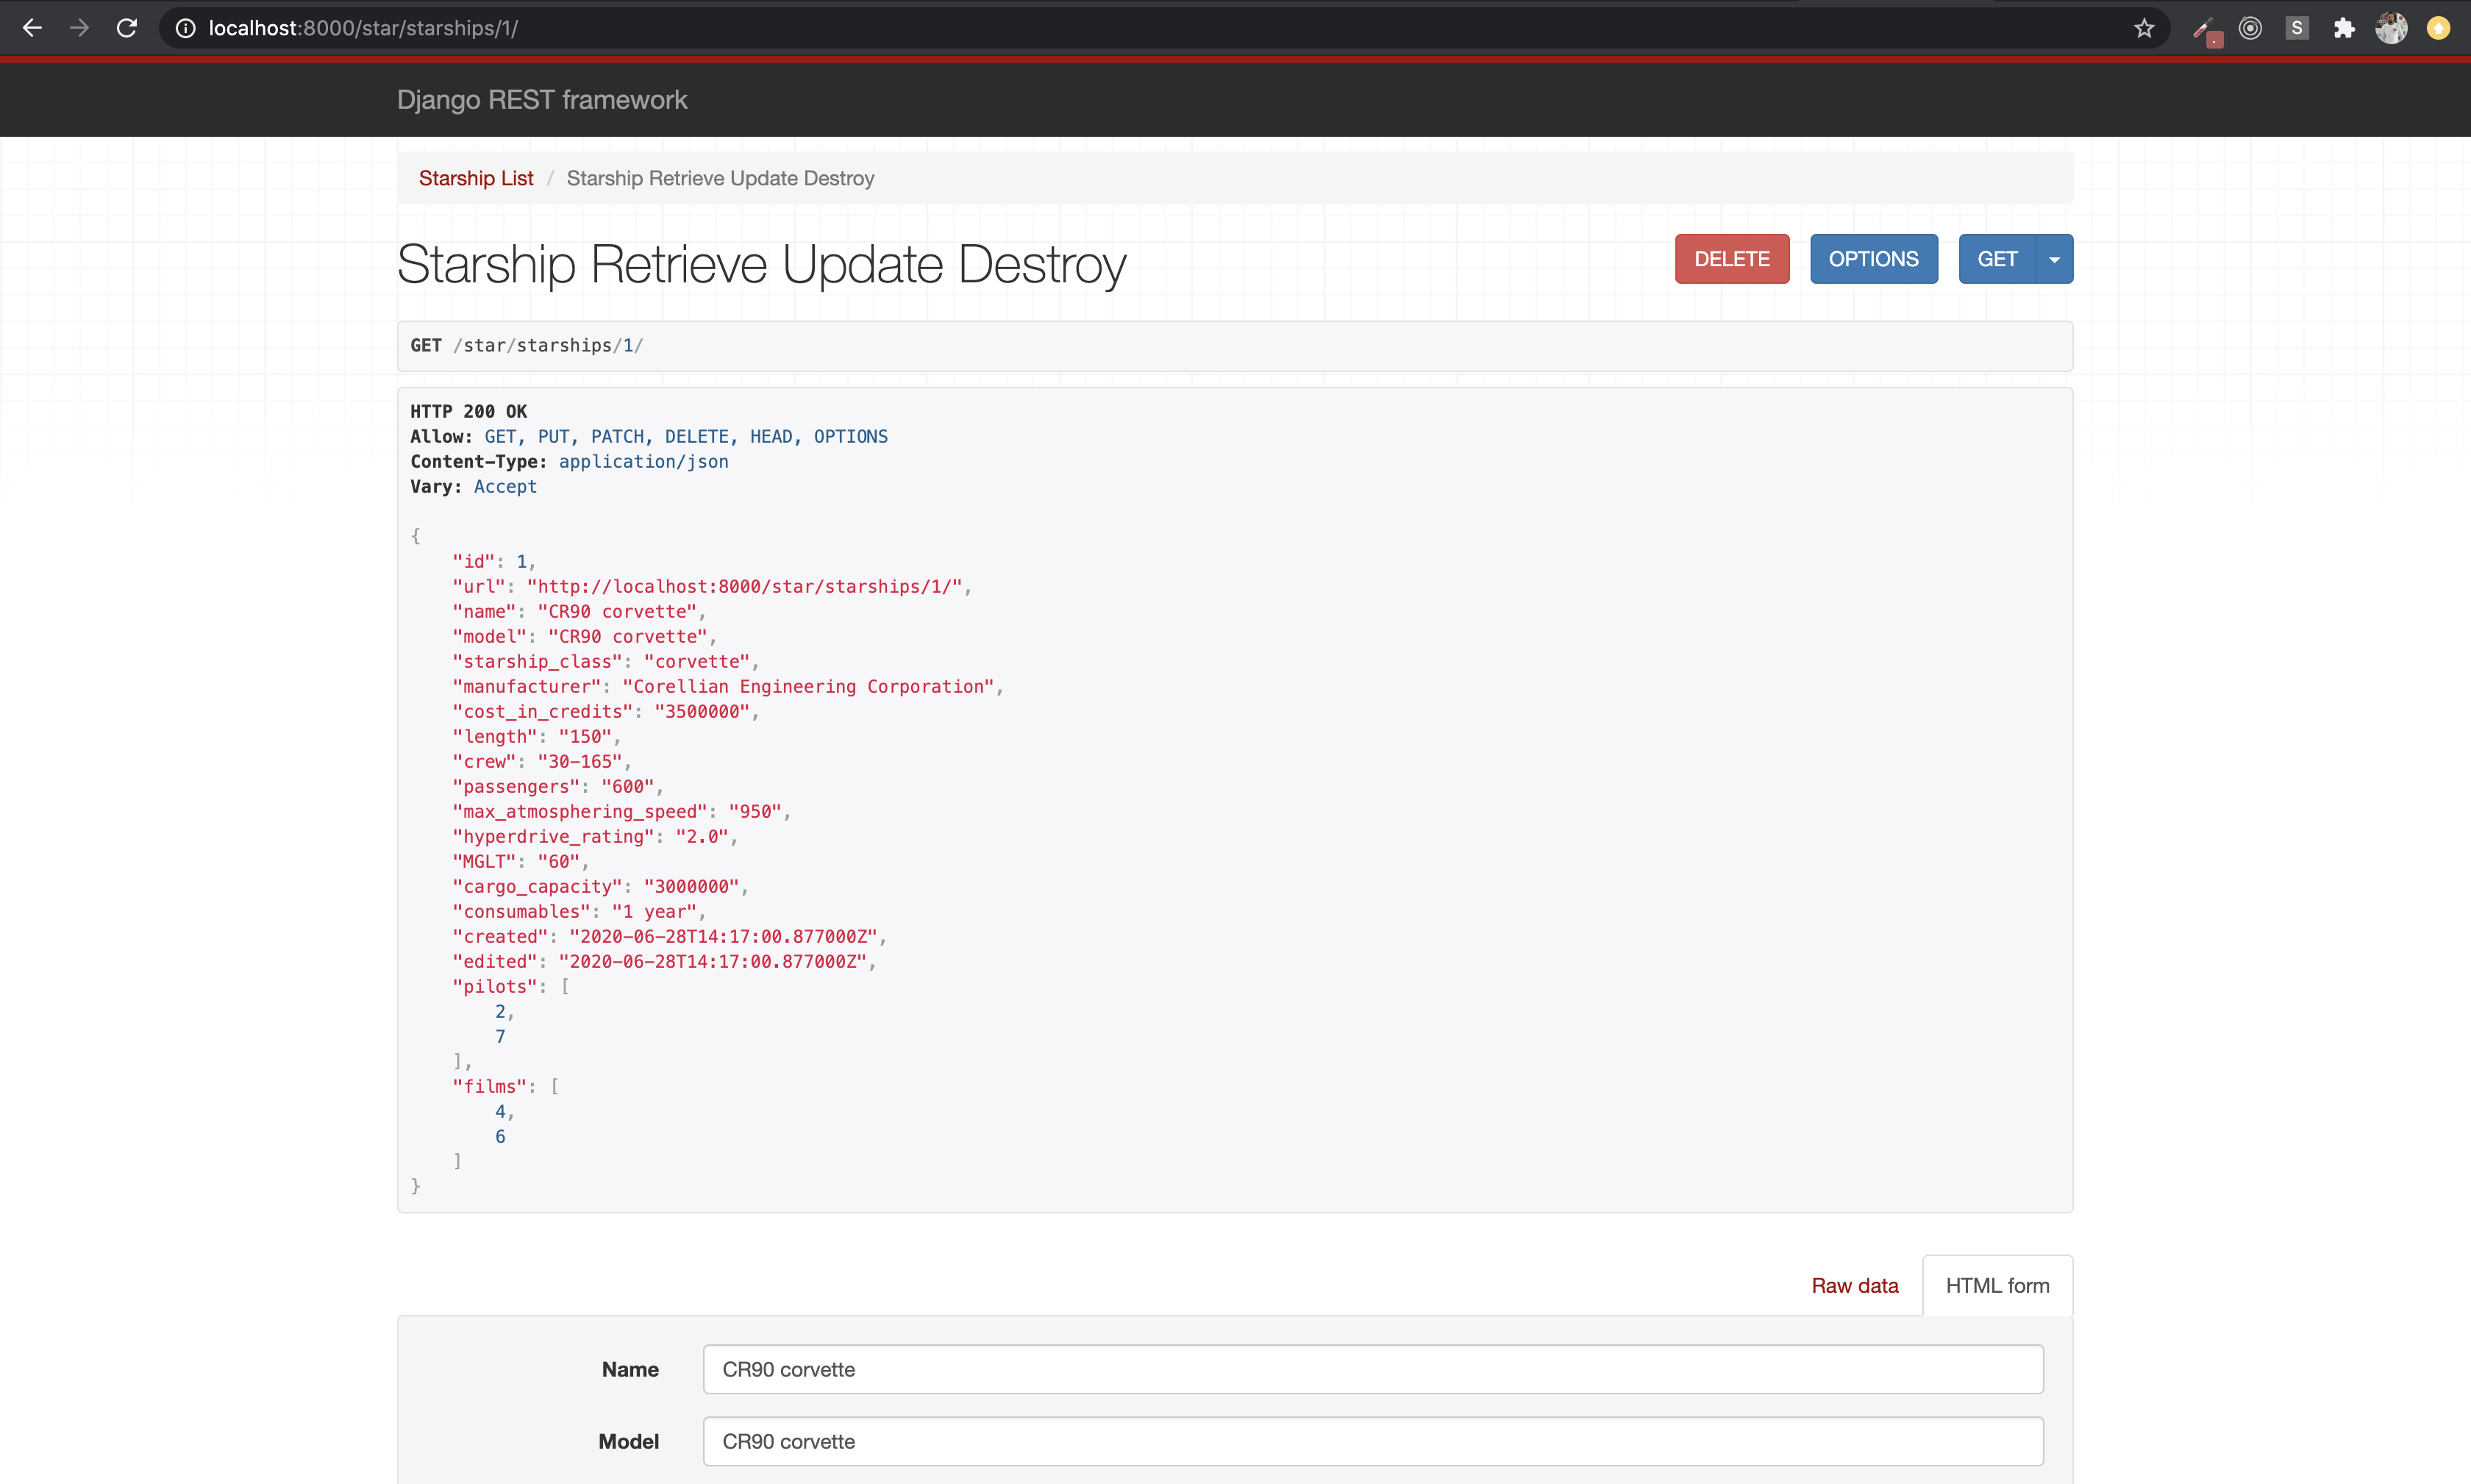 localhost:8000/star/starships/1/
S
Django REST framework
Starship List / Starship Retrieve Update Destroy
Starship Retrieve Update Destroy
DELETE OPTIONS GET
GET /star/starships/1/
HTTP 200 OK
Allow: GET, PUT, PATCH, DELETE, HEAD, OPTIONS
Content-Type: application/json
Vary: Accept
{
    "id": 1,
    "url": "http://localhost:8000/star/starships/1/",
    "name": "CR90 corvette",
    "model": "CR90 corvette",
    "starship_class": "corvette",
    "manufacturer": "Corellian Engineering Corporation",
    "cost_in_credits": "3500000",
    "length": "150",
    "crew": "30-165",
    "passengers": "600",
    "max_atmosphering_speed": "950",
    "hyperdrive_rating": "2.0",
    "MGLT": "60",
    "cargo_capacity": "3000000",
    "consumables": "1 year",
    "created": "2020-06-28T14:17:00.877000Z",
    "edited": "2020-06-28T14:17:00.877000Z",
    "pilots": [
        2,
        7
    ],
    "films": [
        4,
        6
    ]
}
Raw data HTML form
Name CR90 corvette
Model CR90 corvette